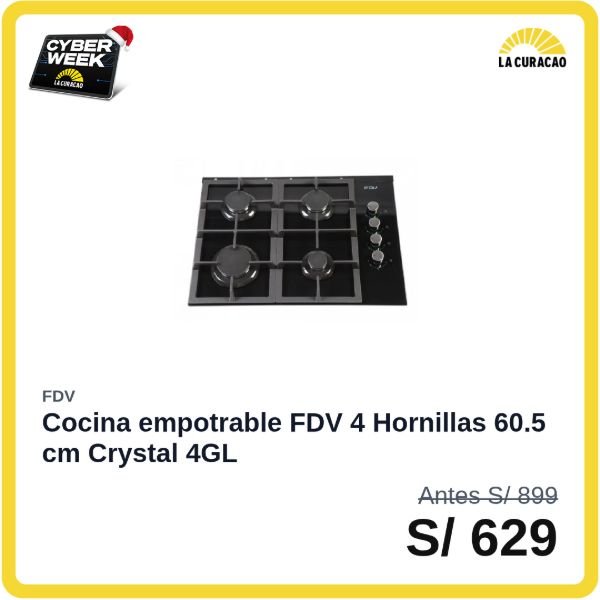 CYBER
WEEK
LA CURACAO
LA CURACAO
FDV
FDV
Cocina empotrable FDV 4 Hornillas 60.5
cm Crystal 4GL
Antes S/ 899
S/ 629